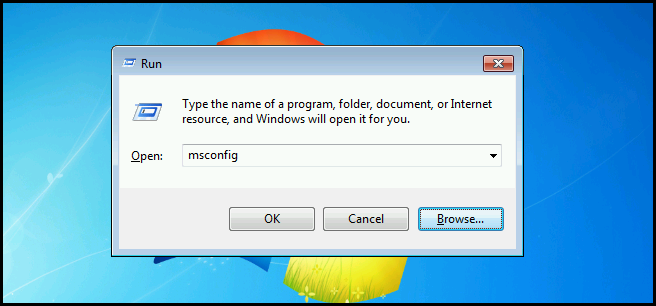 Run
Type the name of a program, folder, document, or Internet
resource, and Windows will open it for you.
Open: msconfig
OK Cancel Browse...